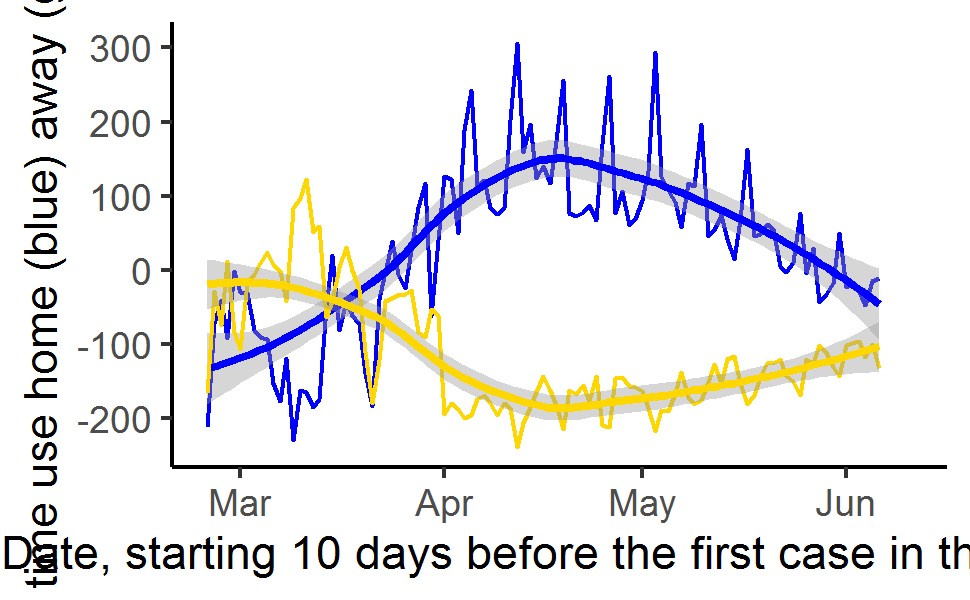 time use home (blue) away (
300
200
100
0
-100
-200
Mar Apr May Jun
Date, starting 10 days before the first case in th